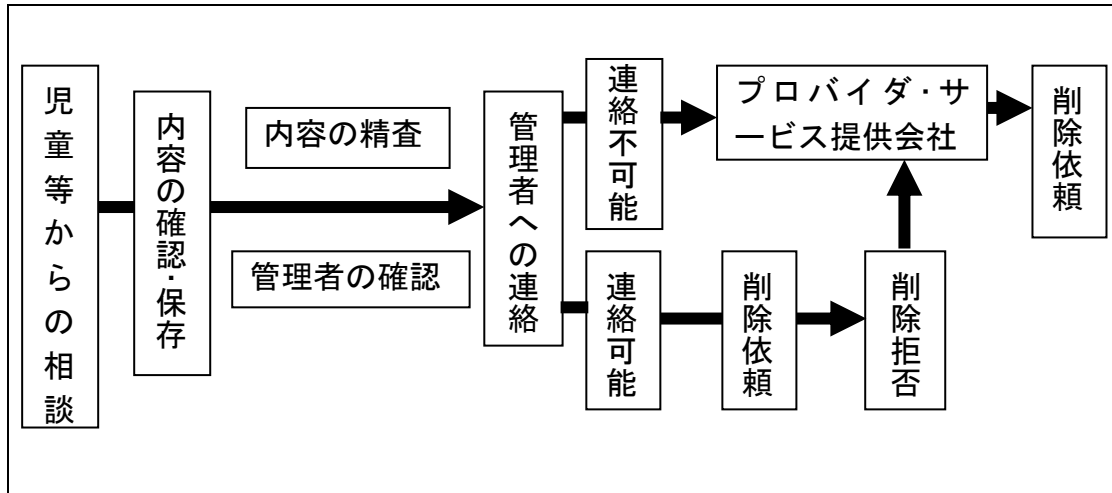 児童等からの相談
内容の確認・保存
内容の精査
管理者の確認
管理者への連絡
連絡不可能
プロバイダ・サ
ービス提供会社
削除依頼
連絡可能
削除依頼
削除拒否